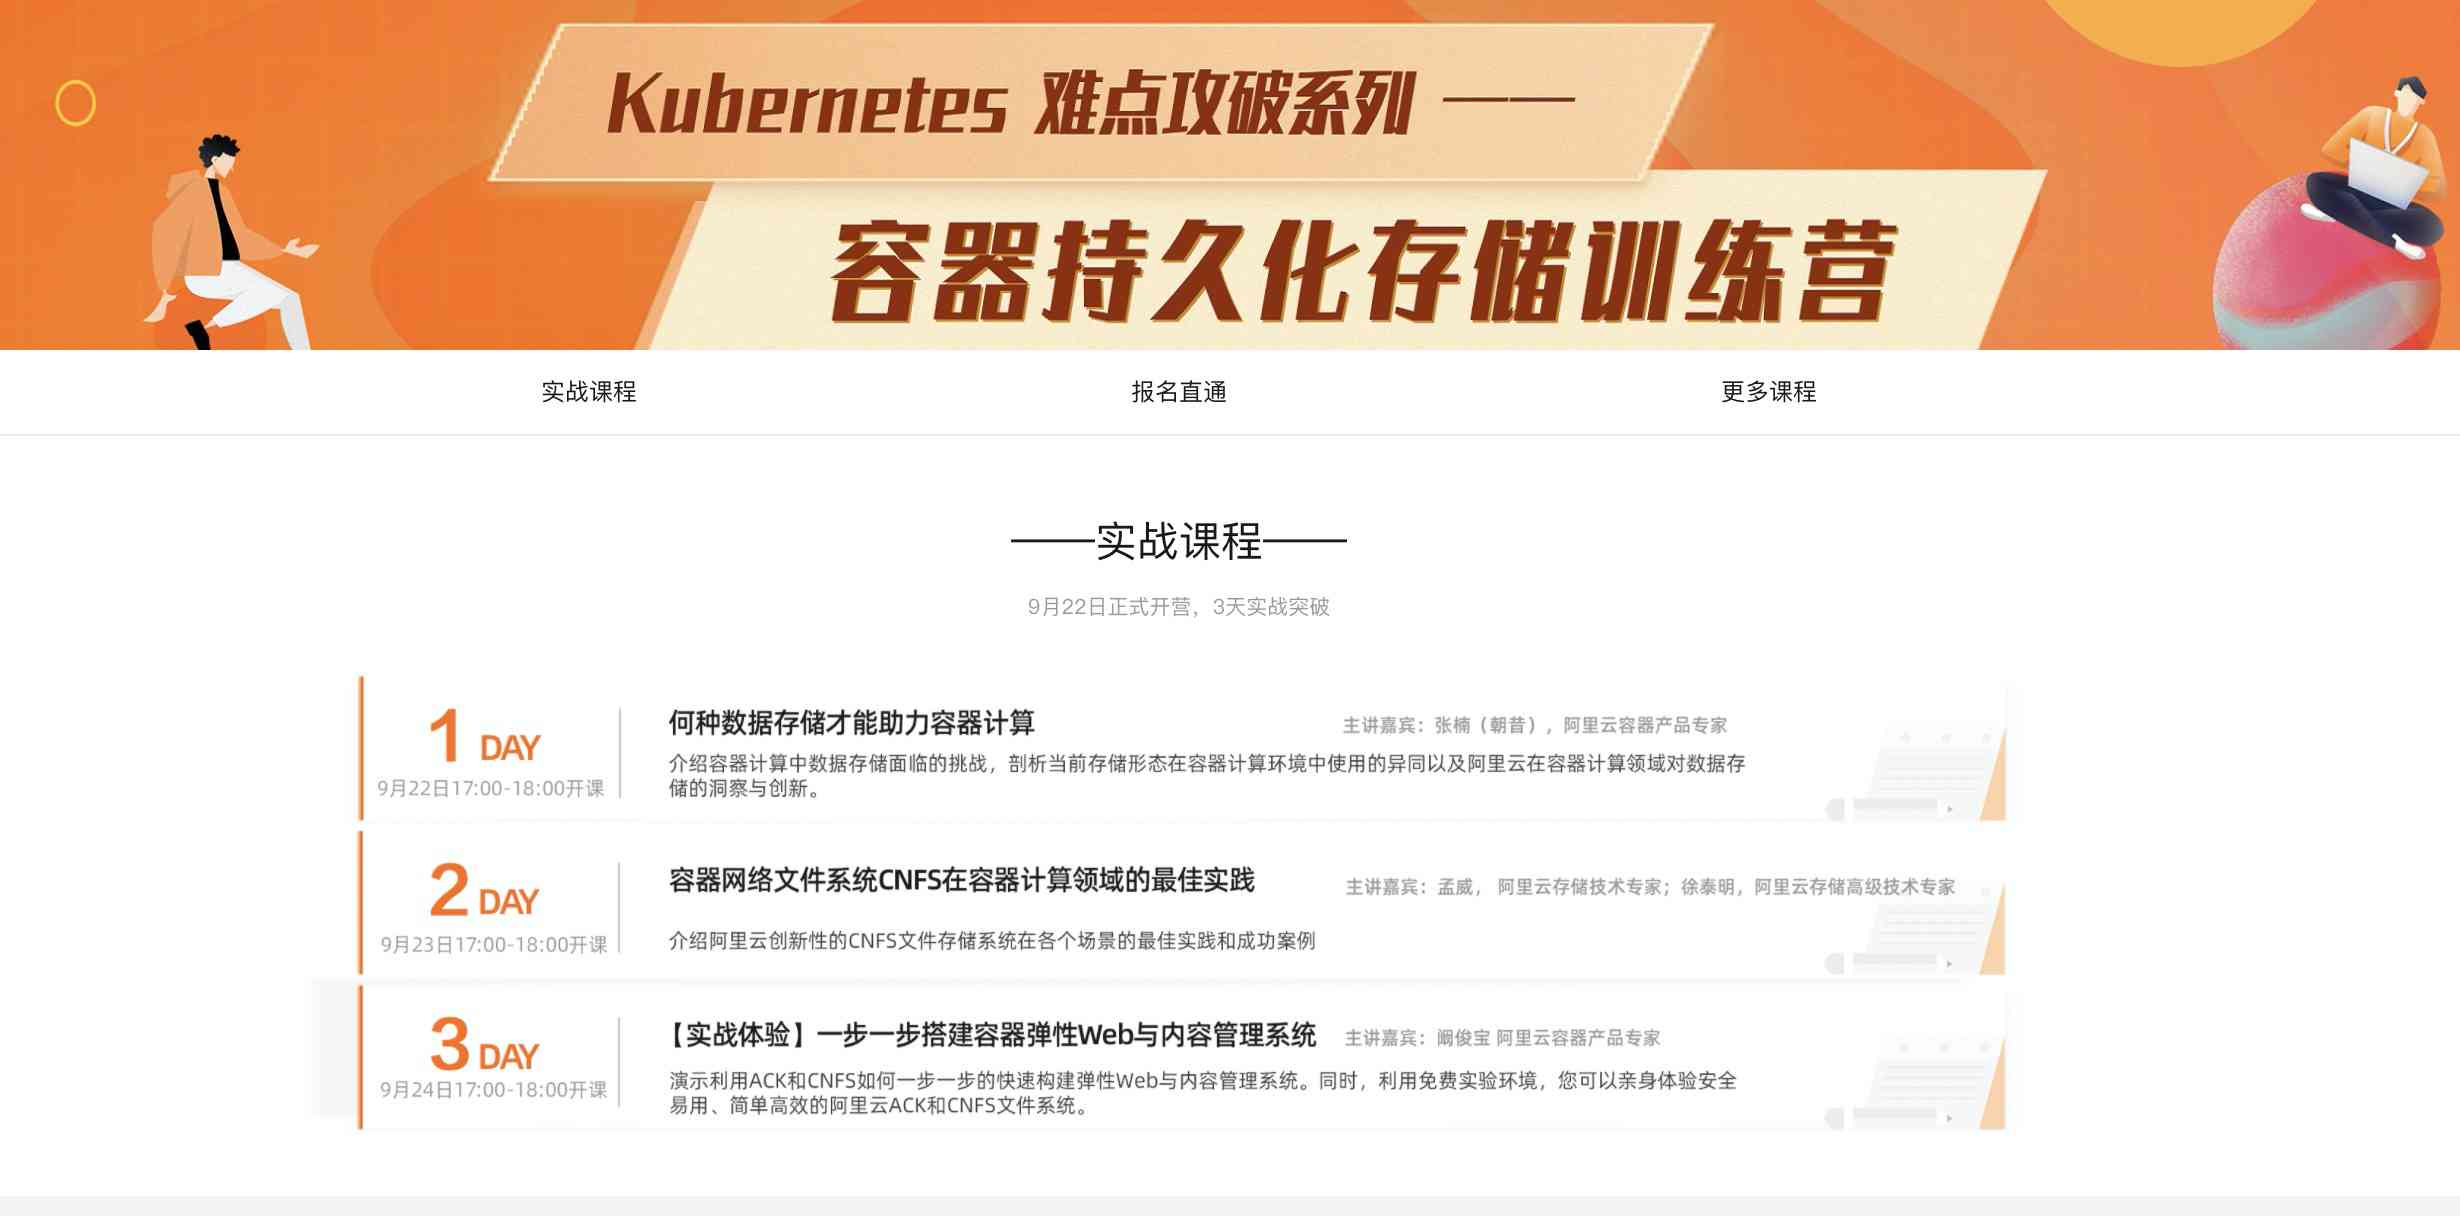 Kubernetes 难点攻破系列 ——
容器持久化存储训练营
实战课程
报名直通
更多课程
——实战课程——
9月22日正式开营，3天实战突破
1 DAY
9月22日17:00-18:00开课
何种数据存储才能助力容器计算
主讲嘉宾：张楠（朝昔），阿里云容器产品专家
介绍容器计算中数据存储面临的挑战，剖析当前存储形态在容器计算环境中使用的异同以及阿里云在容器计算领域对数据存
储的洞察与创新。
2 DAY
9月23日17:00-18:00开课
容器网络文件系统CNFS在容器计算领域的最佳实践
主讲嘉宾：孟威， 阿里云存储技术专家；徐泰明，阿里云存储高级技术专家
介绍阿里云创新性的CNFS文件存储系统在各个场景的最佳实践和成功案例
3 DAY
9月24日17:00-18:00开课
【实战体验】一步一步搭建容器弹性Web与内容管理系统
主讲嘉宾：阚俊宝 阿里云容器产品专家
演示利用ACK和CNFS如何一步一步的快速构建弹性Web与内容管理系统。同时，利用免费实验环境，您可以亲身体验安全
易用、简单高效的阿里云ACK和CNFS文件系统。